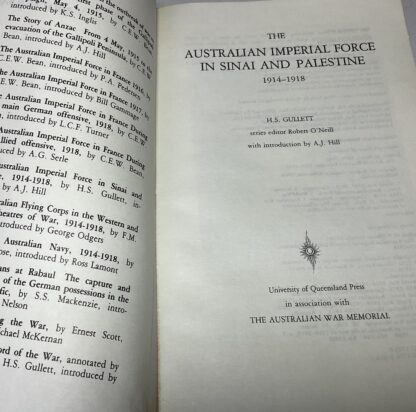 the outbreak of
first phase of
ign, May 4, 1915, by C.E.W.
introduced by K.S. Inglis
The Story of Anzac From 4 May, 1915 to the
evacuation of the Gallipoli Peninsula, by C.E.W.
Bean, introduced by A.J. Hill
The Australian Imperial Force in France 1916, by
C.E.W. Bean, introduced by P.A. Pedersen
The Australian Imperial Force in France 1917, by
C.E.W. Bean, introduced by Bill Gammage
Australian Imperial Force in France During
main German offensive, 1918, by C.E.W.
introduced by L.C.F. Turner
Australian Imperial Force in France During
Allied offensive, 1918, by C.E.W. Bean,
introduced by A.G. Serle
Australian Imperial Force in Sinai and
1914-1918, by H.S. Gullett, in-
by A.J. Hill
Australian Flying Corps in the Western and
Theatres of War, 1914-1918, by F.M.
introduced by George Odgers
Australian Navy, 1914-1918, by
ose, introduced by Ross Lamont
ans at Rabaul The capture and
of the German possessions in the
fic, by S.S. Mackenzie, intro-
Nelson
ng the War, by Ernest Scott,
ichael McKernan
ord of the War, annotated by
H.S. Gullett, introduced by
THE
AUSTRALIAN IMPERIAL FORCE
IN SINAI AND PALESTINE
1914–1918
H.S. GULLETT
series editor Robert O'Neill
with introduction by A.J. Hill
University of Queensland Press
in association with
THE AUSTRALIAN WAR MEMORIAL